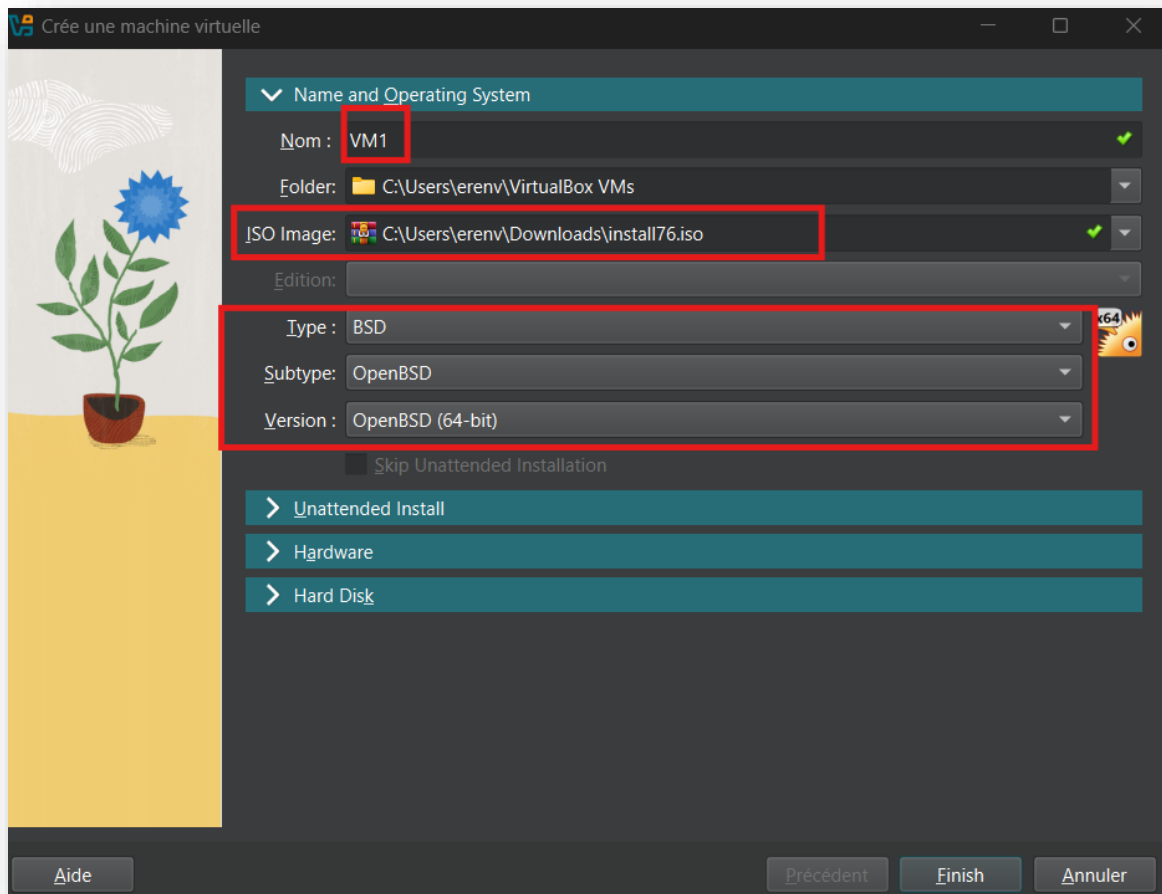 Crée une machine virtuelle
Name and Operating System
Nom : VM1
Folder: C:\Users\erenv\VirtualBox VMs
ISO Image: C:\Users\erenv\Downloads\install76.iso
Edition:
Type : BSD
x64
Subtype: OpenBSD
Version : OpenBSD (64-bit)
Skip Unattended Installation
Unattended Install
Hardware
Hard Disk
Aide Précédent Finish Annuler